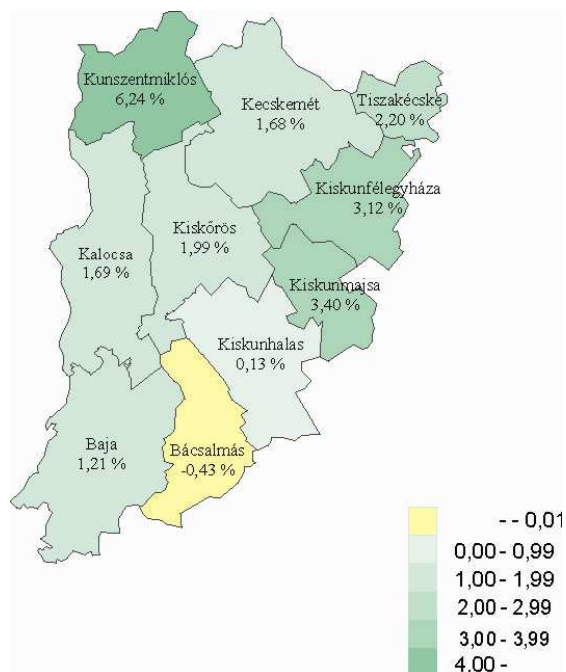 Kunszentmiklós
6,24 %
Kecskemét
1,68 %
Tiszakécske
2,20 %
Kiskunfélegyháza
3,12%
Kiskőrös
1,99 %
Kalocsa
1,69 %
Kiskunmajsa
3,40 %
Kiskunhalas
0,13 %
Baja
1,21 %
Bácsalmás
-0,43 %
- - 0,01
0,00 - 0,99
1,00 - 1,99
2,00 - 2,99
3,00 - 3,99
4,00 -